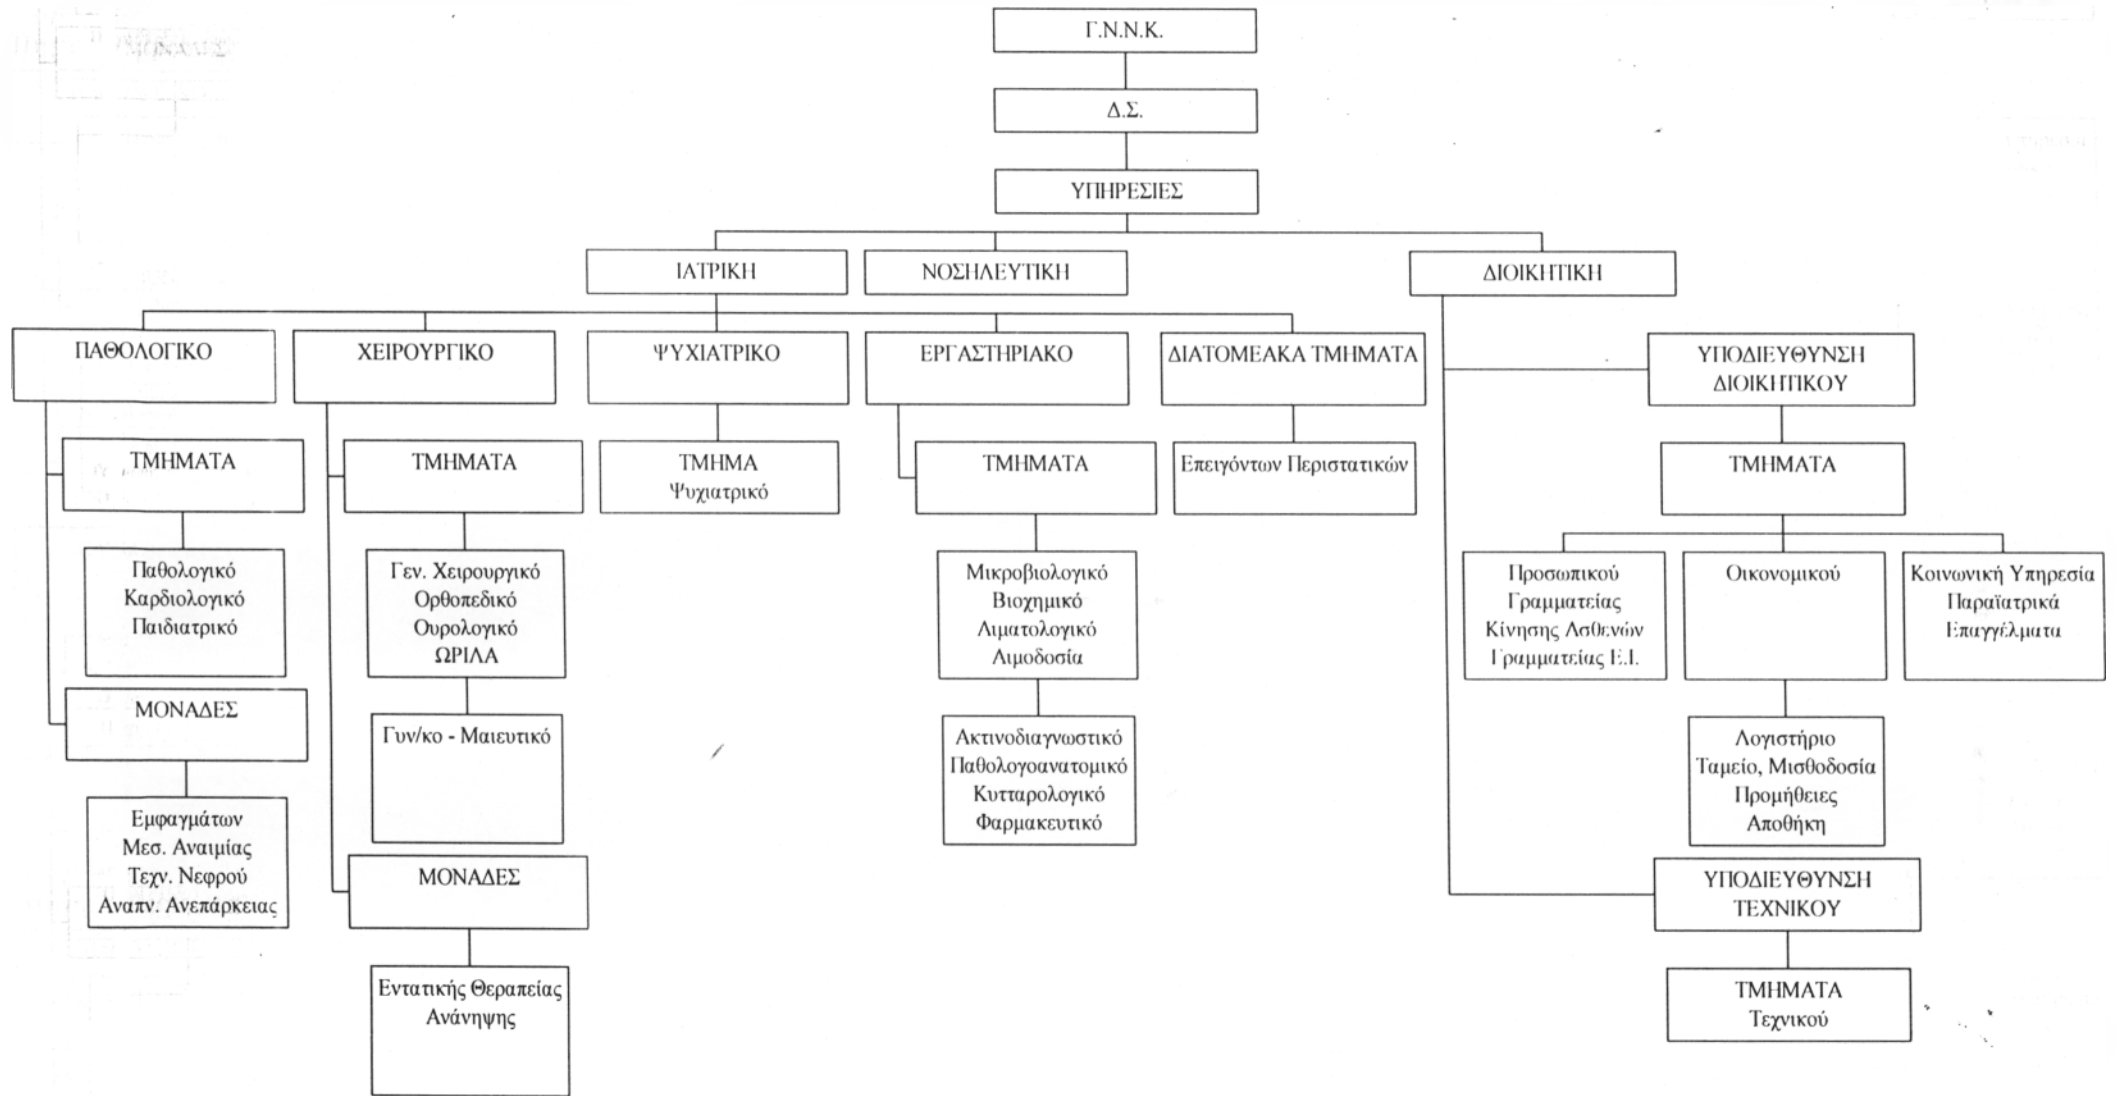 Γ.Ν.Ν.Κ.
Δ.Σ.
ΥΠΗΡΕΣΙΕΣ
ΙΑΤΡΙΚΗ
ΝΟΣΗΛΕΥΤΙΚΗ
ΔΙΟΙΚΗΤΙΚΗ
ΠΑΘΟΛΟΓΙΚΟ
ΧΕΙΡΟΥΡΓΙΚΟ
ΨΥΧΙΑΤΡΙΚΟ
ΕΡΓΑΣΤΗΡΙΑΚΟ
ΔΙΑΤΟΜΕΑΚΑ ΤΜΗΜΑΤΑ
ΥΠΟΔΙΕΥΘΥΝΣΗ
ΔΙΟΙΚΗΤΙΚΟΥ
ΤΜΗΜΑΤΑ
ΤΜΗΜΑΤΑ
ΤΜΗΜΑ
Ψυχιατρικό
ΤΜΗΜΑΤΑ
Επειγόντων Περιστατικών
ΤΜΗΜΑΤΑ
Παθολογικό
Καρδιολογικό
Παιδιατρικό
Γεν. Χειρουργικό
Ορθοπεδικό
Ουρολογικό
ΩΡΙΛΑ
Μικροβιολογικό
Βιοχημικό
Αιματολογικό
Αιμοδοσία
Προσωπικού
Γραμματείας
Κίνησης Ασθενών
Γραμματείας Ε.Ι.
Οικονομικού
Κοινωνική Υπηρεσία
Παραϊατρικά
Επαγγέλματα
ΜΟΝΑΔΕΣ
Γυν/κο - Μαιευτικό
Ακτινοδιαγνωστικό
Παθολογοανατομικό
Κυτταρολογικό
Φαρμακευτικό
Λογιστήριο
Ταμείο, Μισθοδοσία
Προμήθειες
Αποθήκη
Εμφαγμάτων
Μεσ. Αναιμίας
Τεχν. Νεφρού
Αναπν. Ανεπάρκειας
ΜΟΝΑΔΕΣ
ΥΠΟΔΙΕΥΘΥΝΣΗ
ΤΕΧΝΙΚΟΥ
Εντατικής Θεραπείας
Ανάνηψης
ΤΜΗΜΑΤΑ
Τεχνικού